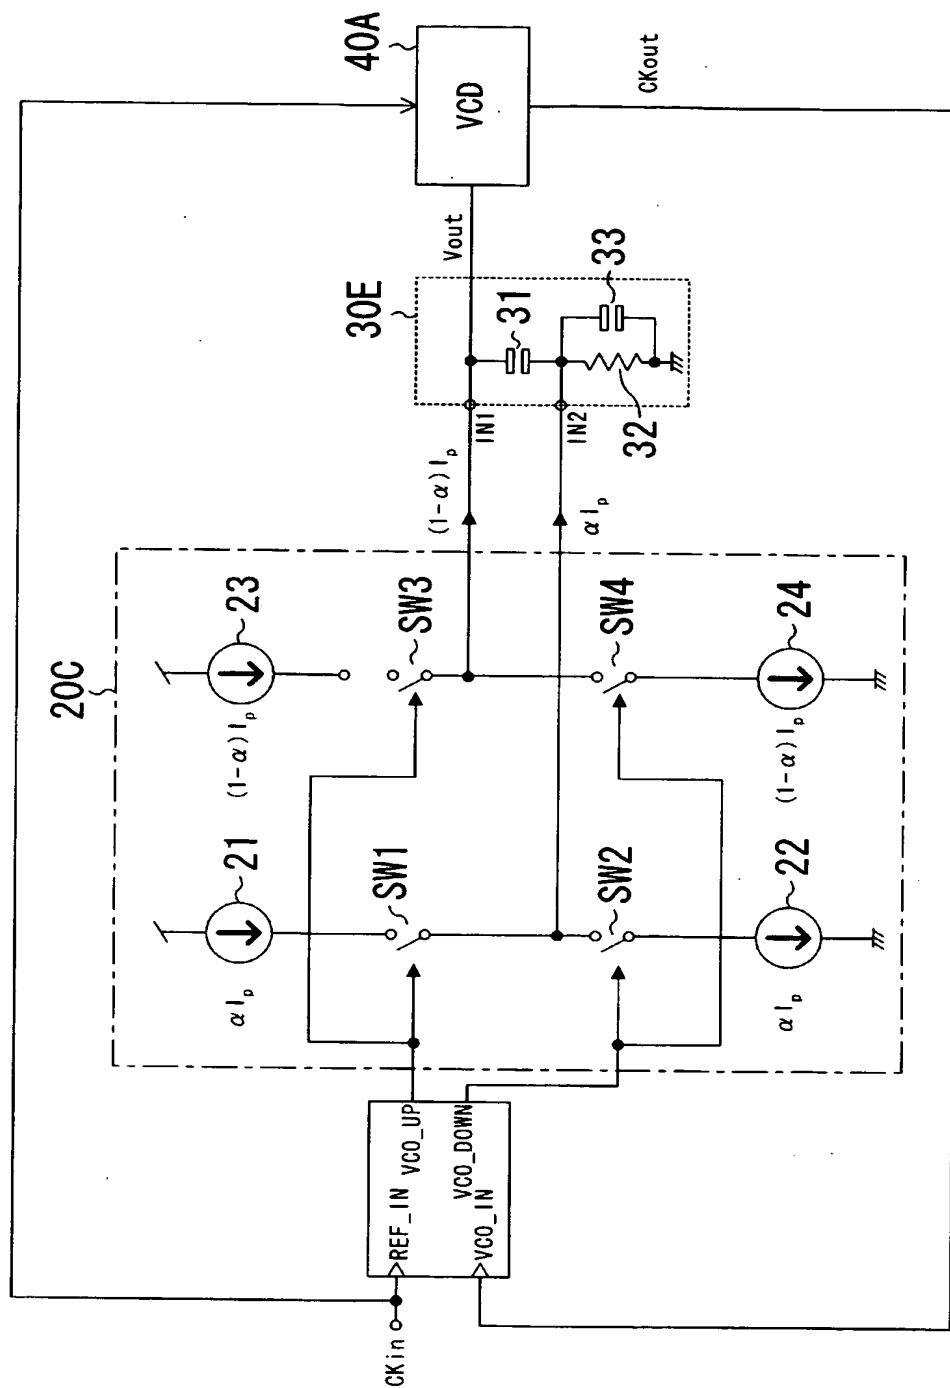 20C
αIp
21
(1-α)Ip
23
SW1
SW3
SW2
SW4
αIp
22
(1-α)Ip
24
CKin
REF_IN
VCO_UP
VCO_DOWN
VCO_IN
(1-α)Ip
αIp
30E
IN1
IN2
31
32
33
Vout
VCD
40A
CKout